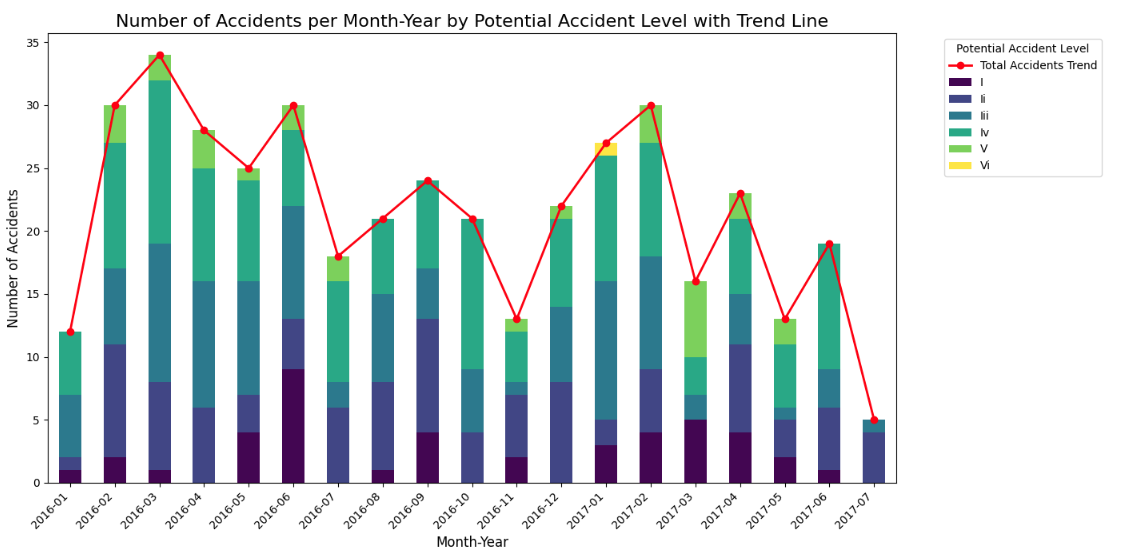 Number of Accidents per Month-Year by Potential Accident Level with Trend Line
Number of Accidents
35
30
25
20
15
10
5
0
2016-01
2016-02
2016-03
2016-04
2016-05
2016-06
2016-07
2016-08
2016-09
2016-10
2016-11
2016-12
2017-01
2017-02
2017-03
2017-04
2017-05
2017-06
2017-07
Month-Year
Potential Accident Level
Total Accidents Trend
I
Ii
Iii
Iv
V
Vi